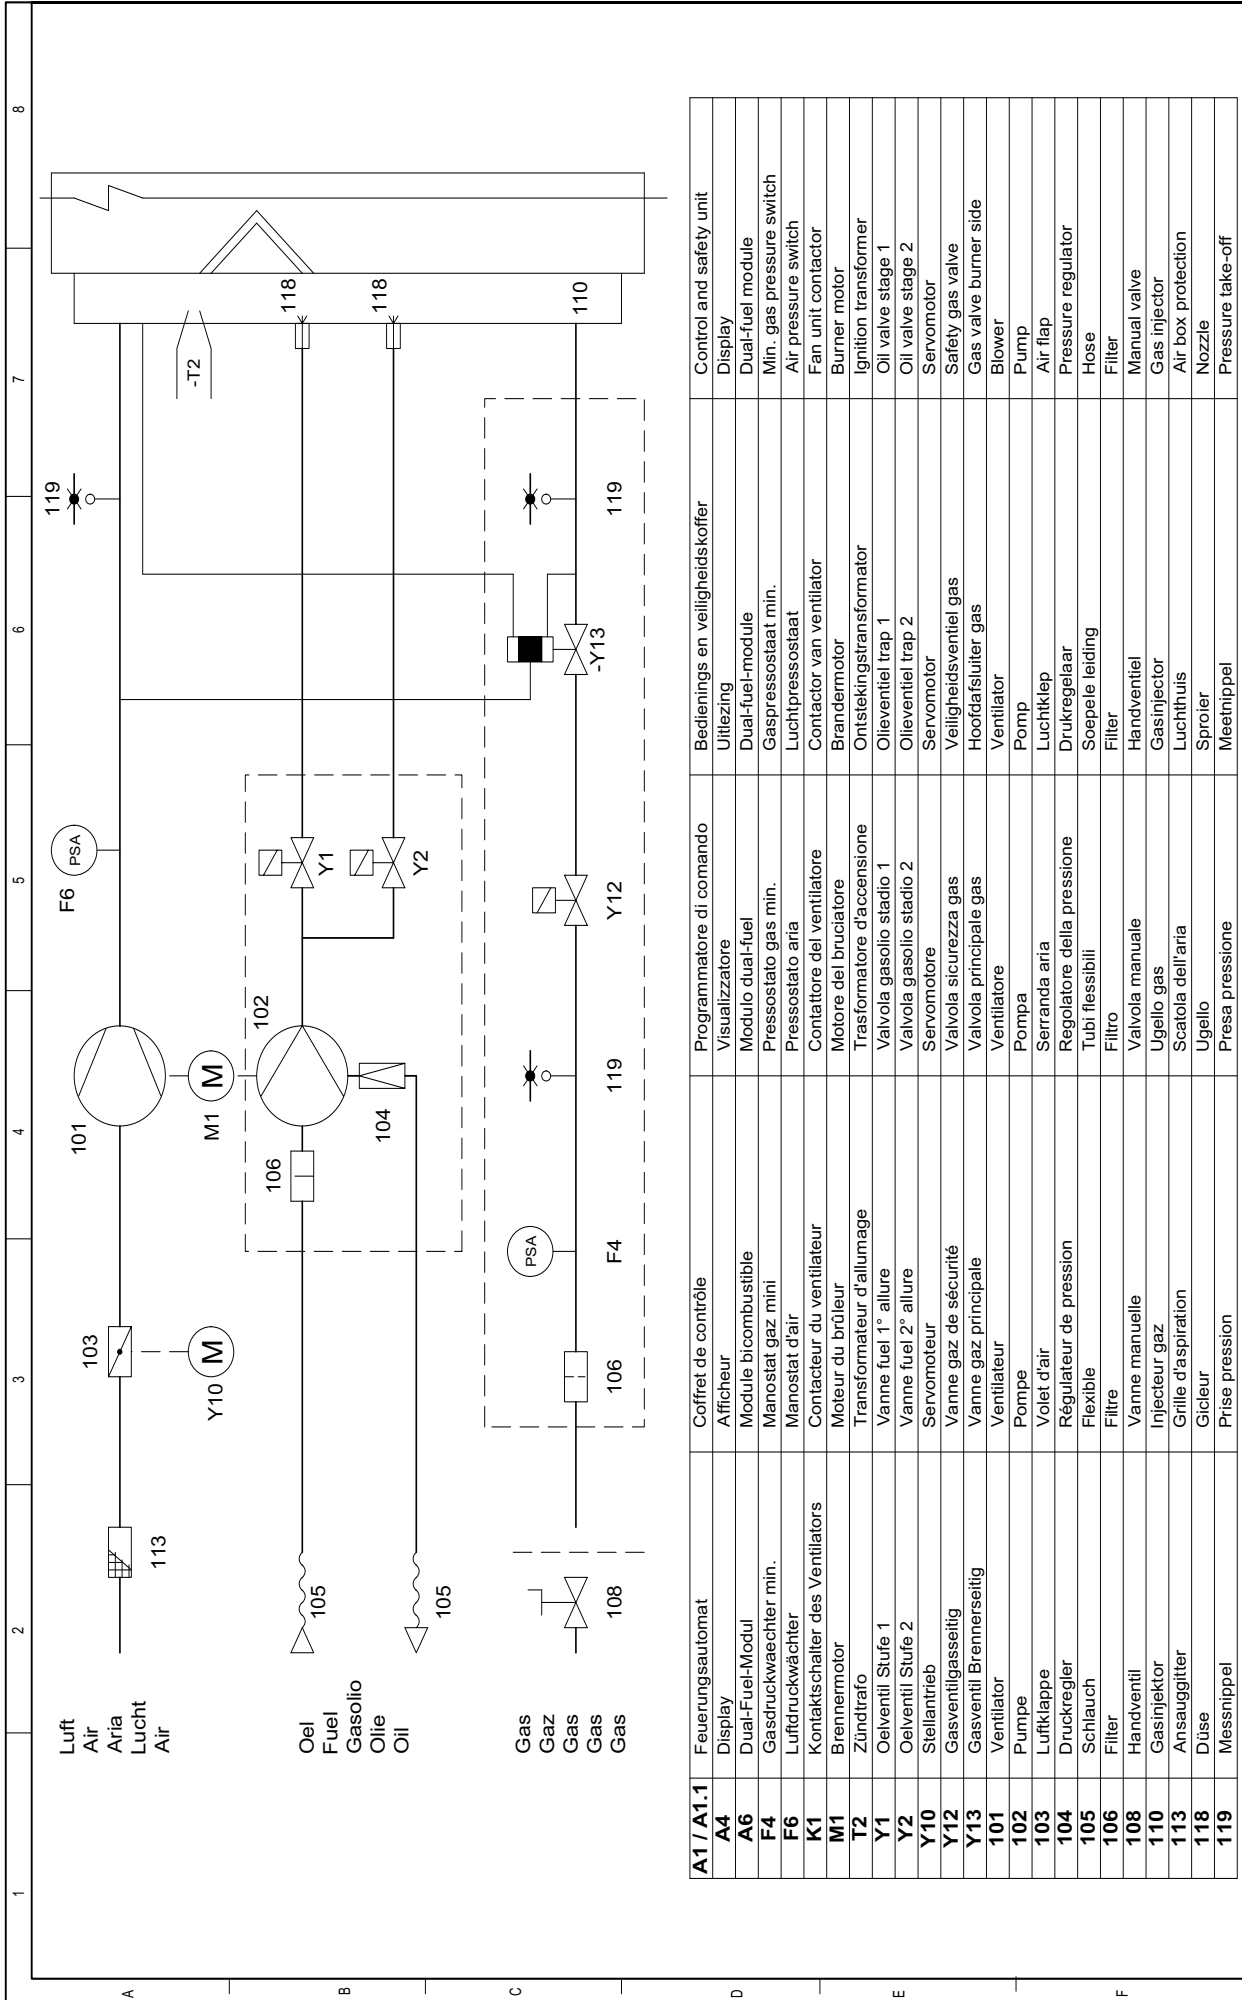 1 2 3 4 5 6 7 8
A
B
C
D
E
F
Luft
Air
Aria
Lucht
Air
113
103
Y10
M
101
M1
M
F6
PSA
119
-T2
Oel
Fuel
Gasolio
Olie
Oil
105
105
106
102
104
Y1
Y2
118
118
Gas
Gaz
Gas
Gas
Gas
108
106
PSA
F4
119
Y12
-Y13
119
110
A1 / A1.1 Feuerungsautomat Coffret de contrôle Programmatore di comando Bedienings en veiligheidskoffer Control and safety unit
A4 Display Afficheur Visualizzatore Uitlezing Display
A6 Dual-Fuel-Modul Module bicombustible Modulo dual-fuel Dual-fuel-module Dual-fuel module
F4 Gasdruckwaechter min. Manostat gaz mini Pressostato gas min. Gaspressostaat min. Min. gas pressure switch
F6 Luftdruckwächter Manostat d'air Pressostato aria Luchtpressostaat Air pressure switch
K1 Kontaktschalter des Ventilators Contacteur du ventilateur Contattore del ventilatore Contactor van ventilator Fan unit contactor
M1 Brennermotor Moteur du brûleur Motore del bruciatore Brandermotor Burner motor
T2 Zündtrafo Transformateur d'allumage Trasformatore d'accensione Ontstekingstransformator Ignition transformer
Y1 Oelventil Stufe 1 Vanne fuel 1° allure Valvola gasolio stadio 1 Olieventiel trap 1 Oil valve stage 1
Y2 Oelventil Stufe 2 Vanne fuel 2° allure Valvola gasolio stadio 2 Olieventiel trap 2 Oil valve stage 2
Y10 Stellantrieb Servomoteur Servomotore Servomotor Servomotor
Y12 Gasventilgasseitig Vanne gaz de sécurité Valvola sicurezza gas Veiligheidsventiel gas Safety gas valve
Y13 Gasventil Brennerseitig Vanne gaz principale Valvola principale gas Hoofdafsluiter gas Gas valve burner side
101 Ventilator Ventilateur Ventilatore Ventilator Blower
102 Pumpe Pompe Pompa Pomp Pump
103 Luftklappe Volet d'air Serranda aria Luchtklep Air flap
104 Druckregler Régulateur de pression Regolatore della pressione Drukregelaar Pressure regulator
105 Schlauch Flexible Tubi flessibili Soepele leiding Hose
106 Filter Filtre Filtro Filter Filter
108 Handventil Vanne manuelle Valvola manuale Handventiel Manual valve
110 Gasinjektor Injecteur gaz Ugello gas Gasinjector Gas injector
113 Ansauggitter Grille d'aspiration Scatola dell'aria Luchthuis Air box protection
118 Düse Gicleur Ugello Sproier Nozzle
119 Messnippel Prise pression Presa pressione Meetnippel Pressure take-off